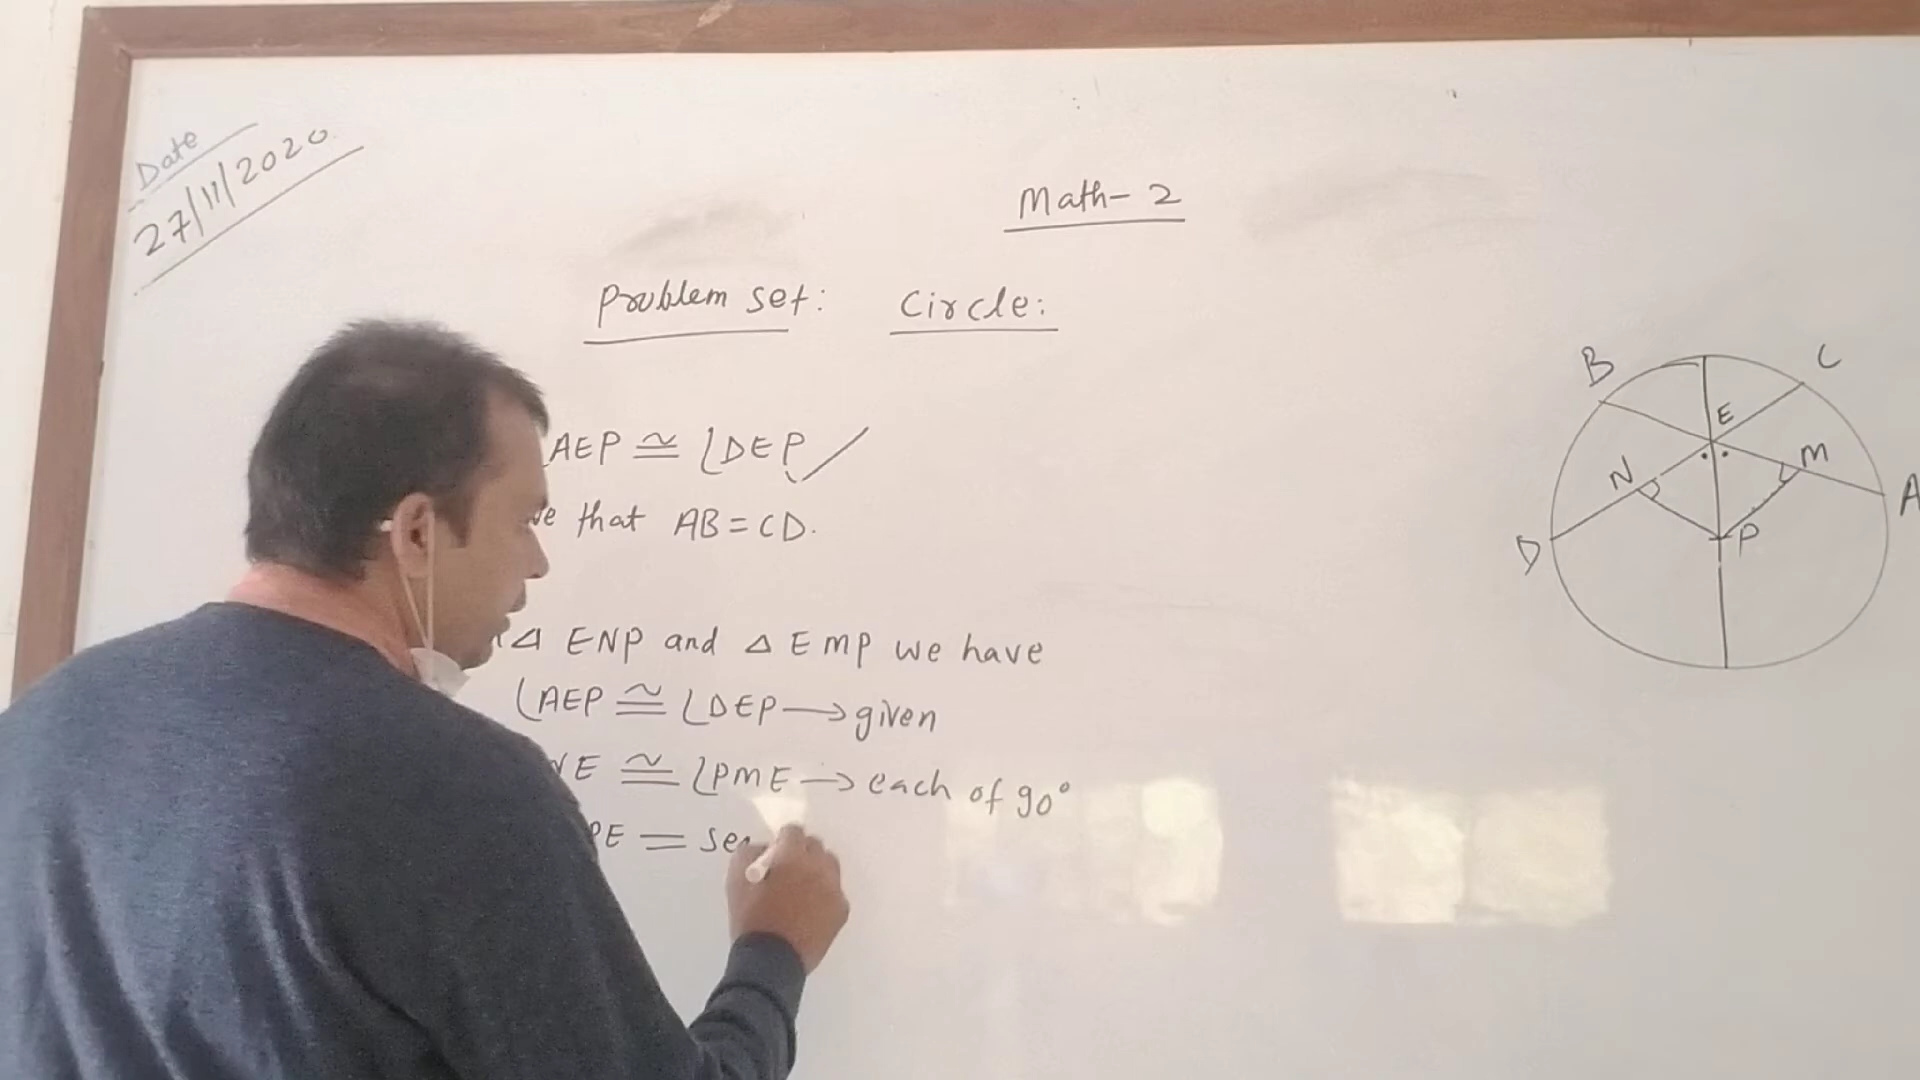 Date
27/11/2020
Math-2
Problem set: Circle:
AEP ≅ ∠DEP
that AB = CD.
△ ENP and △ EMP we have
∠AEP ≅ ∠DEP → given
E ≅ ∠PME → each of 90°
PE =
B
C
E
M
N
A
D
P